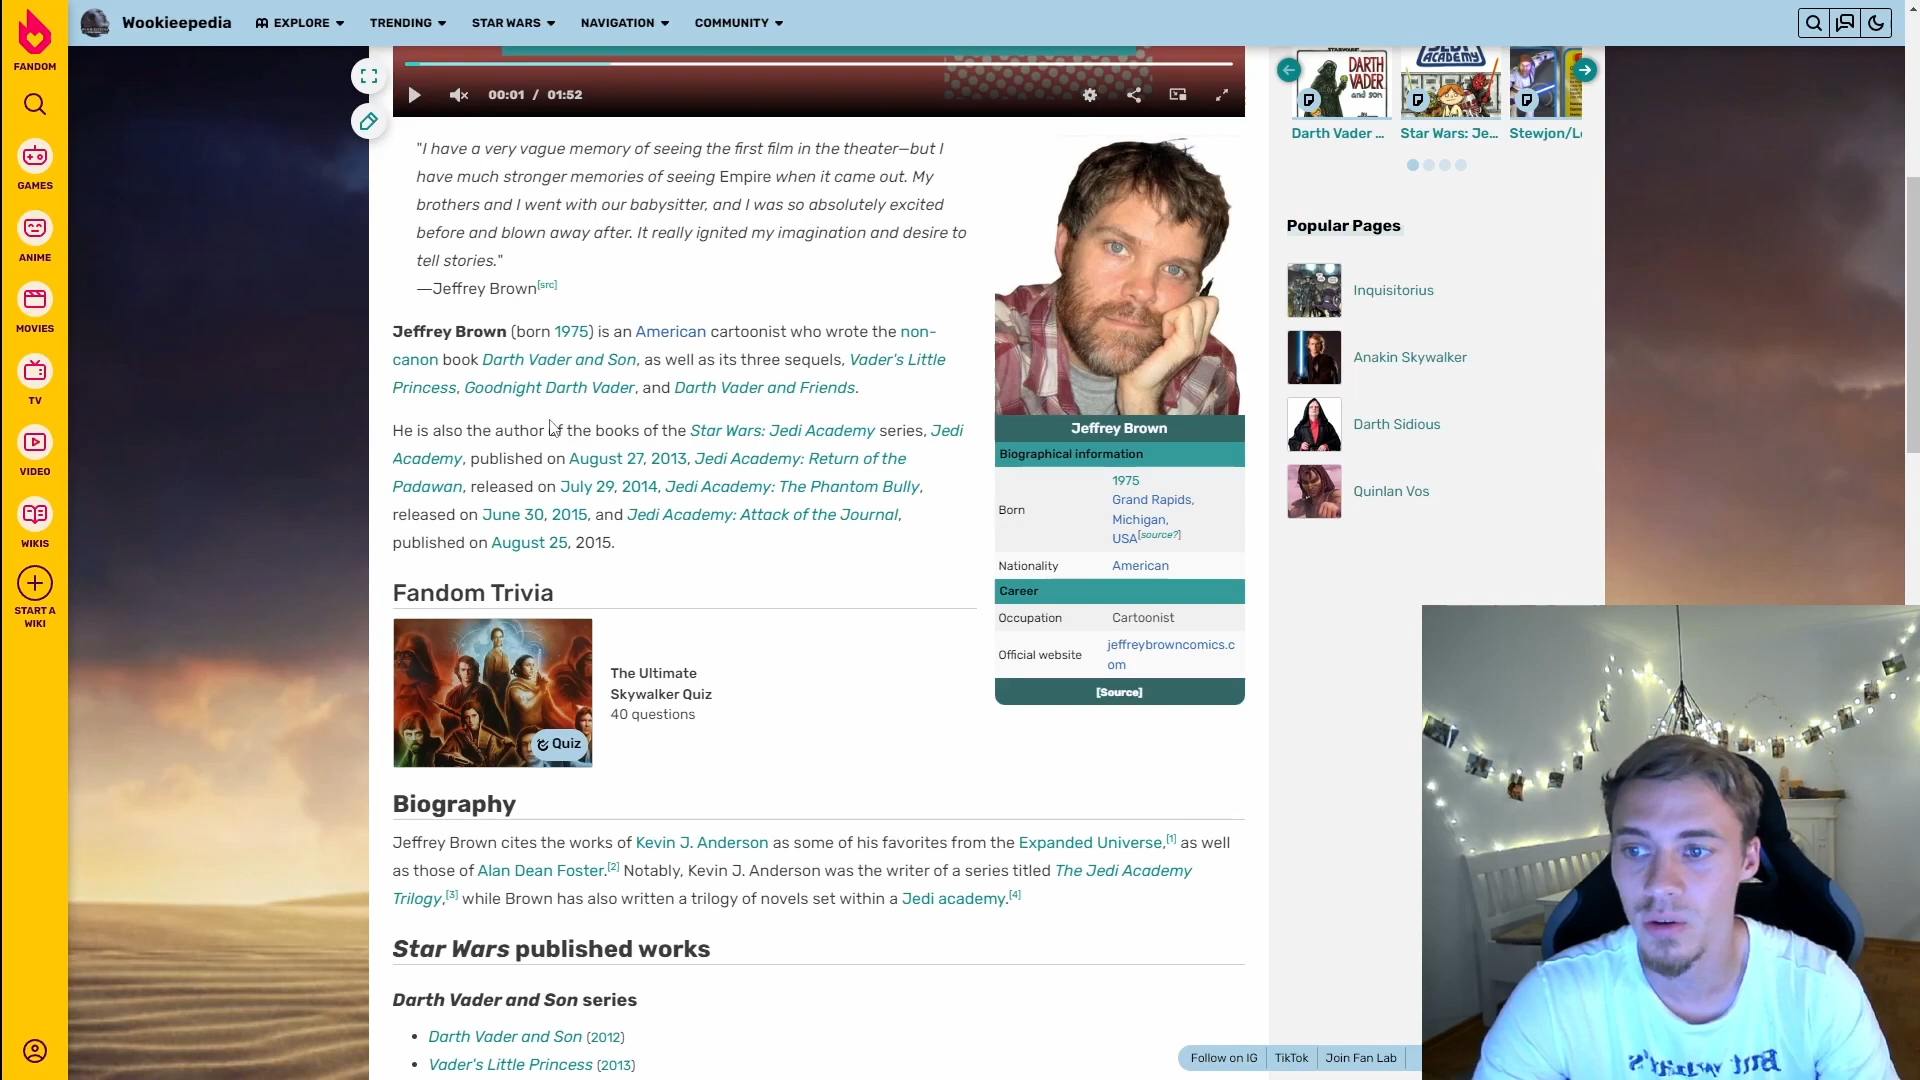 FANDOM
GAMES
ANIME
MOVIES
TV
VIDEO
WIKIS
START A
WIKI
Wookieepedia
EXPLORE
TRENDING
STAR WARS
NAVIGATION
COMMUNITY
00:01 / 01:52
"I have a very vague memory of seeing the first film in the theater—but I
have much stronger memories of seeing Empire when it came out. My
brothers and I went with our babysitter, and I was so absolutely excited
before and blown away after. It really ignited my imagination and desire to
tell stories."
—Jeffrey Brown[src]
Jeffrey Brown (born 1975) is an American cartoonist who wrote the non-
canon book Darth Vader and Son, as well as its three sequels, Vader's Little
Princess, Goodnight Darth Vader, and Darth Vader and Friends.
He is also the author of the books of the Star Wars: Jedi Academy series, Jedi
Academy, published on August 27, 2013, Jedi Academy: Return of the
Padawan, released on July 29, 2014, Jedi Academy: The Phantom Bully,
released on June 30, 2015, and Jedi Academy: Attack of the Journal,
published on August 25, 2015.
Fandom Trivia
The Ultimate
Skywalker Quiz
40 questions
Quiz
Jeffrey Brown
Biographical information
Born
1975
Grand Rapids,
Michigan,
USA[source?]
Nationality American
Career
Occupation Cartoonist
Official website
jeffreybrowncomics.c
om
[Source]
Biography
Jeffrey Brown cites the works of Kevin J. Anderson as some of his favorites from the Expanded Universe,[1] as well
as those of Alan Dean Foster.[2] Notably, Kevin J. Anderson was the writer of a series titled The Jedi Academy
Trilogy,[3] while Brown has also written a trilogy of novels set within a Jedi academy.[4]
Star Wars published works
Darth Vader and Son series
Darth Vader and Son (2012)
Vader's Little Princess (2013)
STAR WARS
DARTH
VADER
and SON
ACADEMY
Darth Vader ...
Star Wars: Je...
Stewjon/L
Popular Pages
Inquisitorius
Anakin Skywalker
Darth Sidious
Quinlan Vos
Follow on IG
TikTok
Join Fan Lab